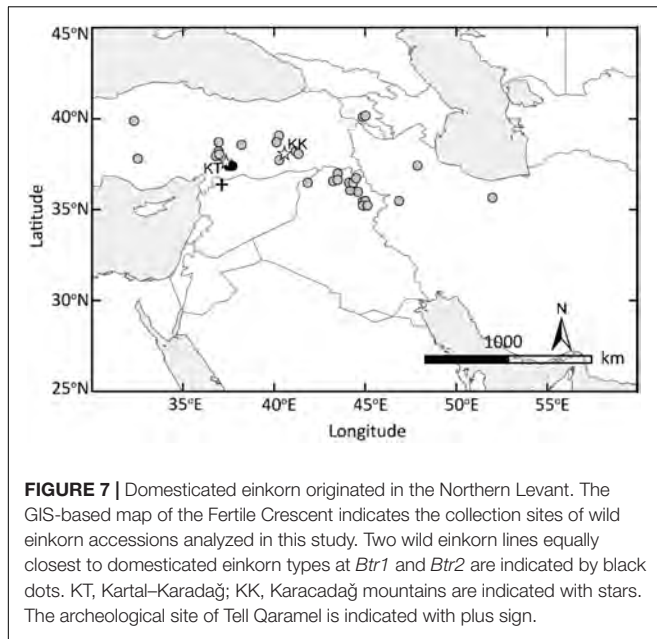 45°N
40°N
35°N
30°N
25°N
Latitude
KK
KT
N
1000
km
35°E 40°E 45°E 50°E 55°E
Longitude
FIGURE 7 | Domesticated einkorn originated in the Northern Levant. The
GIS-based map of the Fertile Crescent indicates the collection sites of wild
einkorn accessions analyzed in this study. Two wild einkorn lines equally
closest to domesticated einkorn types at Btr1 and Btr2 are indicated by black
dots. KT, Kartal–Karadağ; KK, Karacadağ mountains are indicated with stars.
The archeological site of Tell Qaramel is indicated with plus sign.